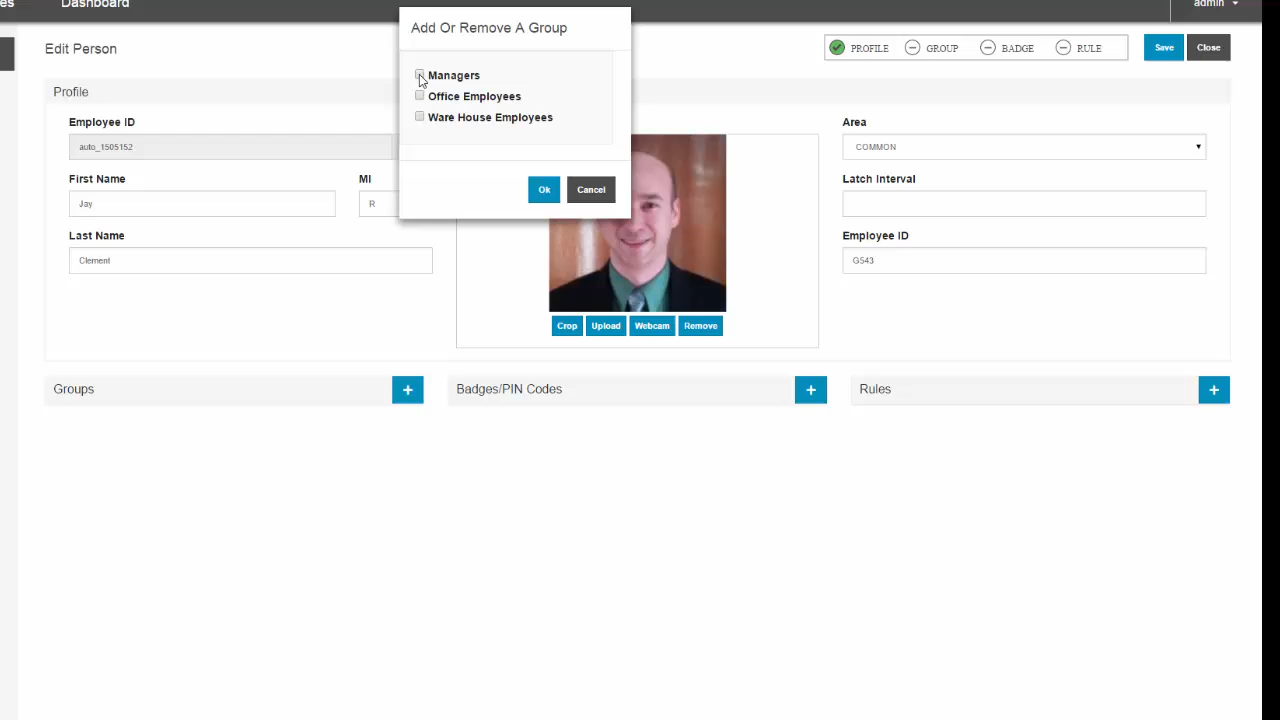 es
Dashboard
admin
Add Or Remove A Group
Edit Person
PROFILE
GROUP
BADGE
RULE
Save
Close
Managers
Office Employees
Ware House Employees
Ok
Cancel
Profile
Employee ID
auto_1505152
First Name
MI
Jay
R
Last Name
Clement
Crop
Upload
Webcam
Remove
Area
COMMON
Latch Interval
Employee ID
G543
Groups
+
Badges/PIN Codes
+
Rules
+